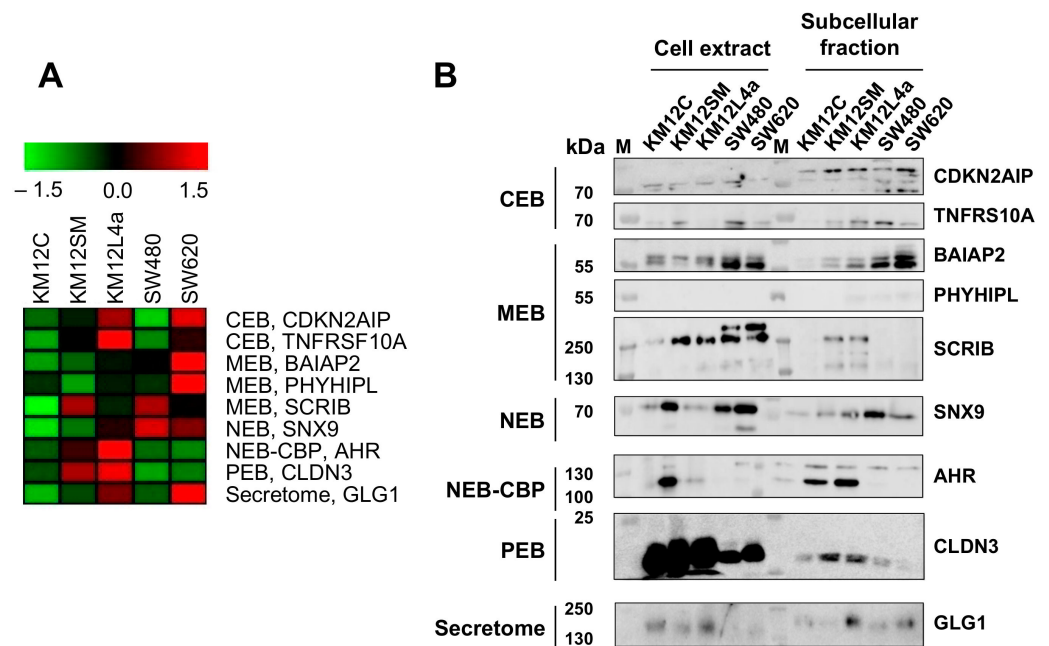 A
− 1.5 0.0 1.5
KM12C
KM12SM
KM12L4a
SW480
SW620
CEB, CDKN2AIP
CEB, TNFRSF10A
MEB, BAIAP2
MEB, PHYHIPL
MEB, SCRIB
NEB, SNX9
NEB-CBP, AHR
PEB, CLDN3
Secretome, GLG1
B
Cell extract
Subcellular
fraction
kDa M KM12C KM12SM KM12L4a SW480 SW620 M KM12C KM12SM KM12L4a SW480 SW620
CEB
70
CDKN2AIP
70
TNFRS10A
MEB
55
BAIAP2
55
PHYHIPL
250
130
SCRIB
NEB
70
SNX9
NEB-CBP
130
100
AHR
PEB
25
CLDN3
Secretome
250
130
GLG1